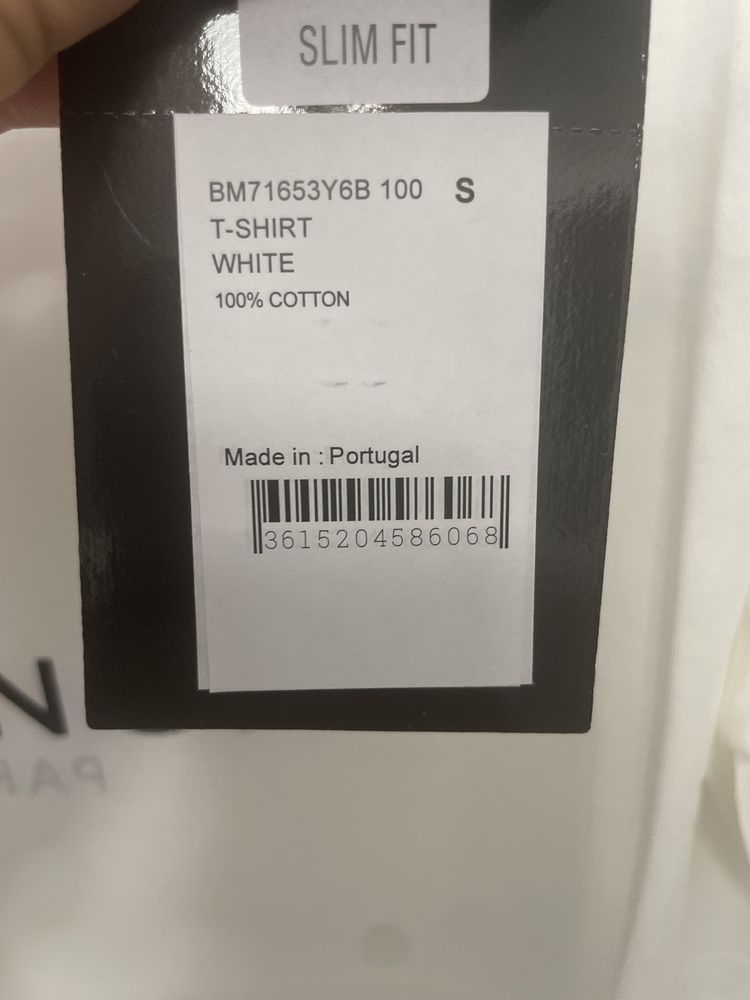 SLIM FIT
BM71653Y6B 100 S
T-SHIRT
WHITE
100% COTTON
Made in : Portugal
3615204586068